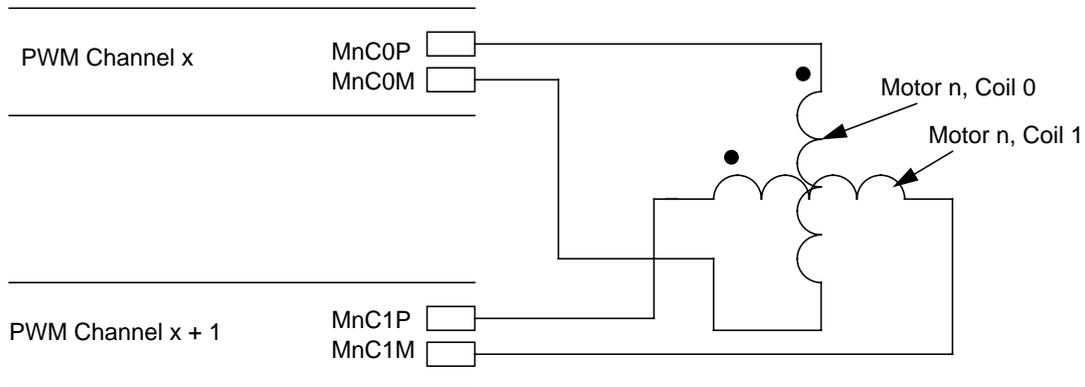 PWM Channel x
MnC0P
MnC0M
Motor n, Coil 0
Motor n, Coil 1
PWM Channel x + 1
MnC1P
MnC1M